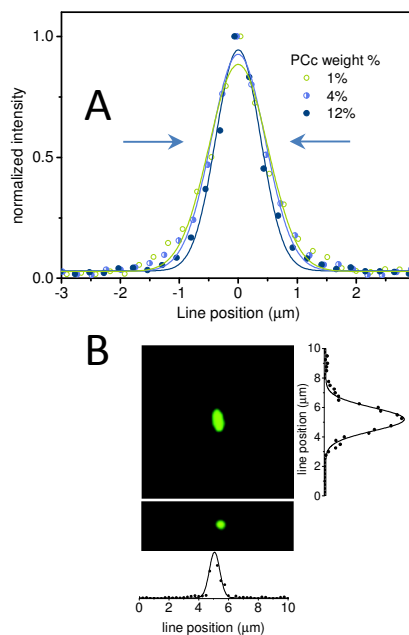 A
PCc weight %
1%
4%
12%
normalized intensity
1.0
0.5
0.0
-3 -2 -1 0 1 2
Line position (μm)
B
10
8
6
4
2
0
line position (μm)
0 2 4 6 8 10
line position (μm)